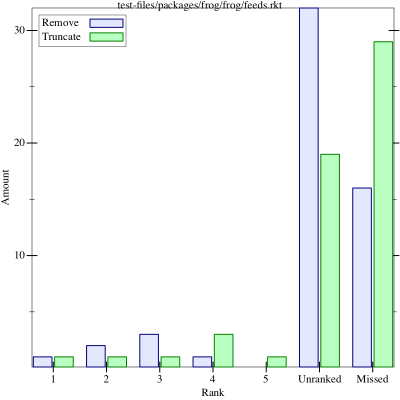 test-files/packages/frog/frog/feeds.rkt
Remove
Truncate
30
20
10
Amount
1 2 3 4 5 Unranked Missed
Rank